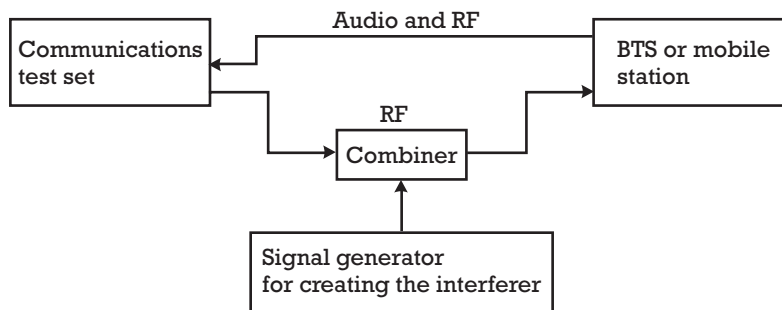 Audio and RF
Communications
test set
BTS or mobile
station
RF
Combiner
Signal generator
for creating the interferer